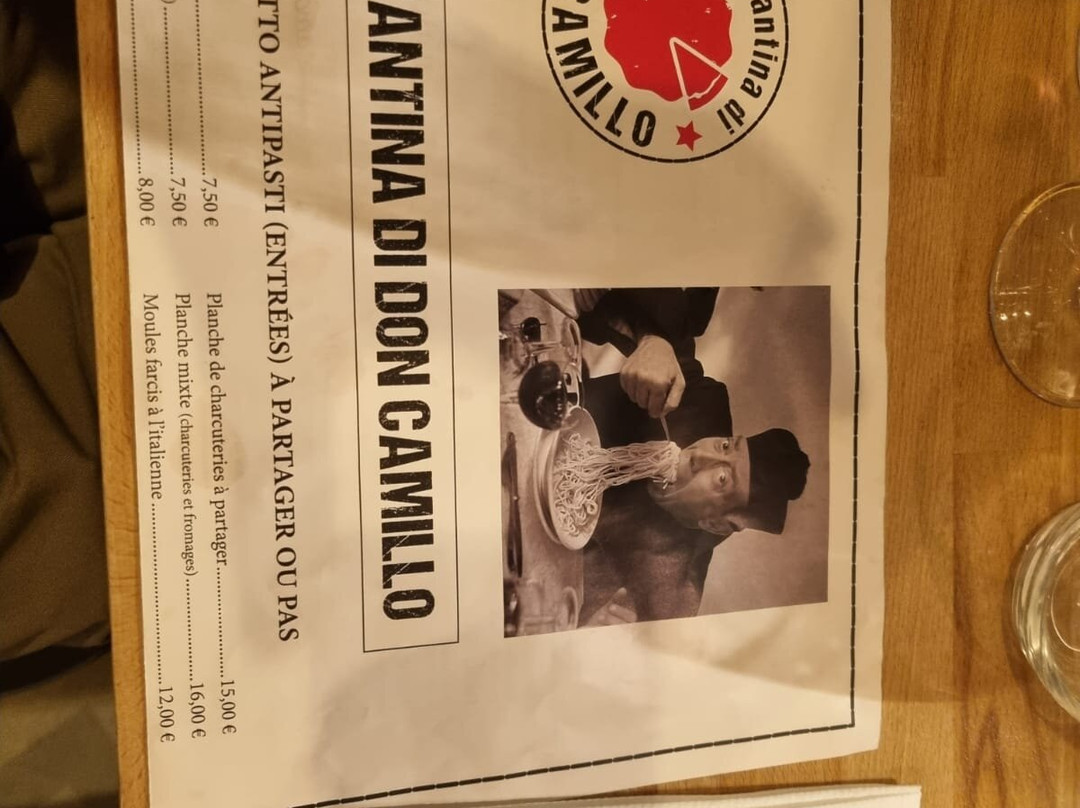 antina di
AMILLO
ANTINA DI DON CAMILLO
TTO ANTIPASTI (ENTRÉES) À PARTAGER OU PAS
7,50 €
Planche de charcuteries à partager 15,00 €
) 7,50 €
Planche mixte (charcuteries et fromages) 16,00 €
8,00 €
Moules farcis à l'italienne 12,00 €